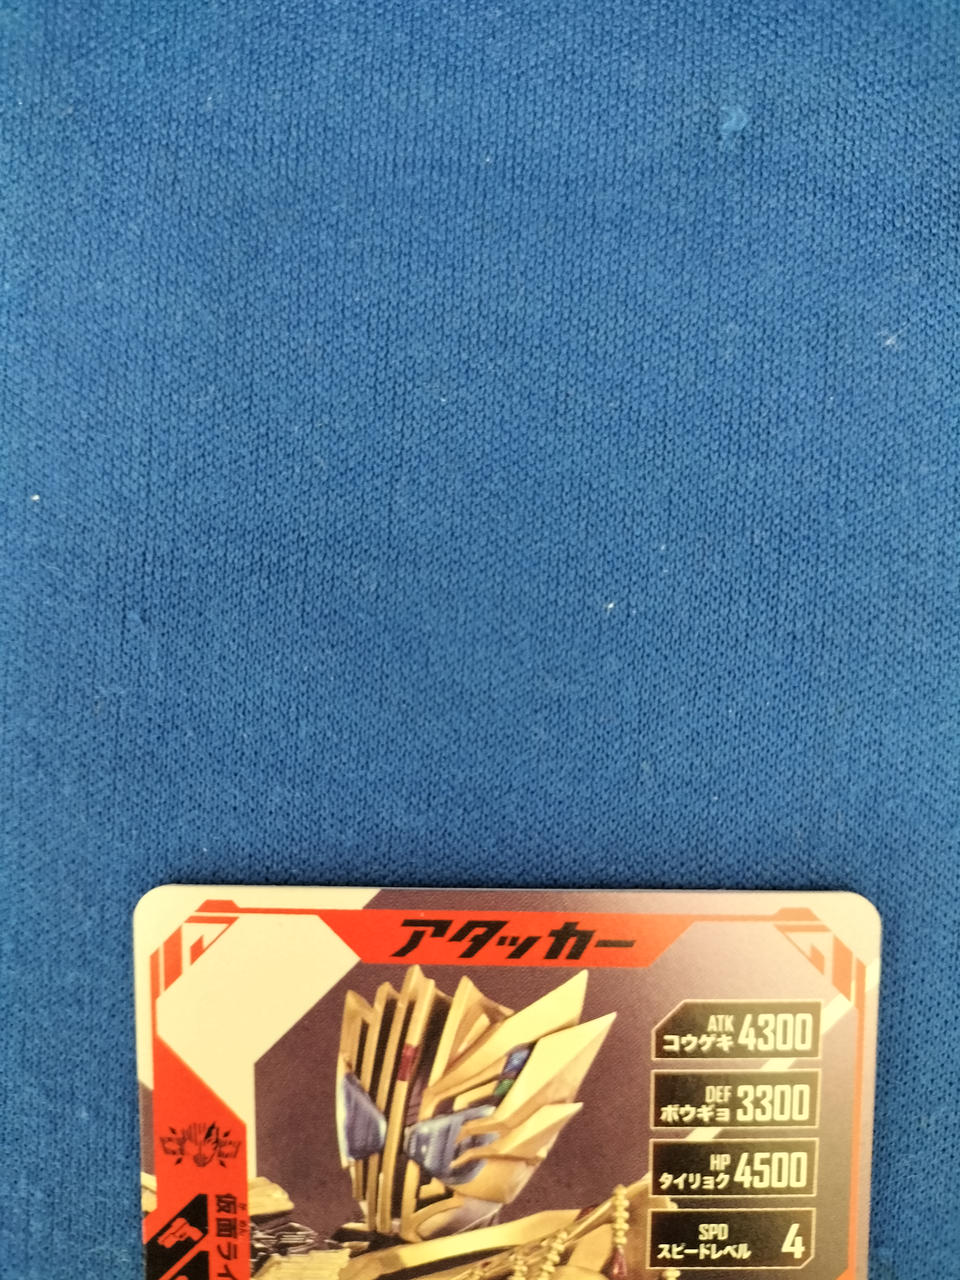 アタッカー
ATK
コウゲキ 4300
DEF
ボウギョ 3300
HP
タイリョク 4500
SPD
スピードレベル 4
仮面ライ